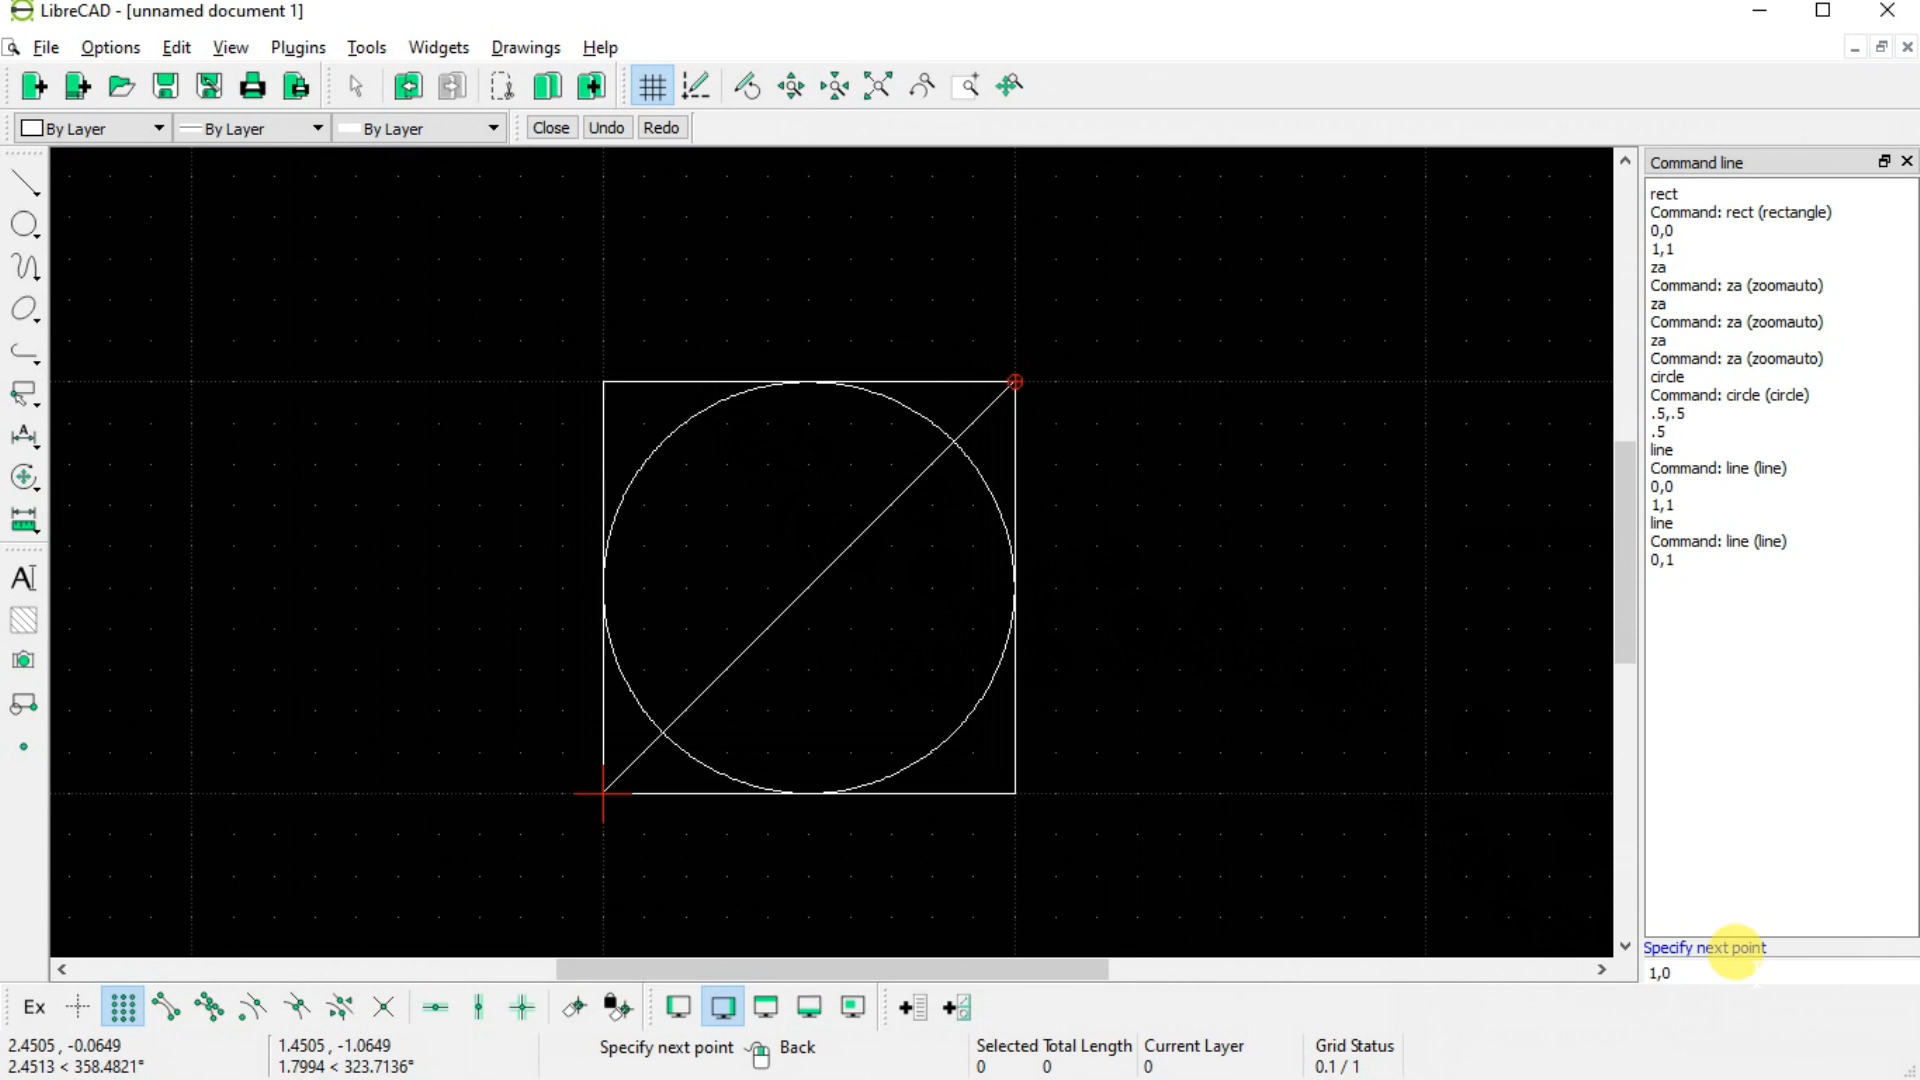 LibreCAD - [unnamed document 1]
File Options Edit View Plugins Tools Widgets Drawings Help
By Layer By Layer By Layer Close Undo Redo
Command line
rect
Command: rect (rectangle)
0,0
1,1
za
Command: za (zoomauto)
za
Command: za (zoomauto)
za
Command: za (zoomauto)
circle
Command: circle (circle)
.5,.5
.5
line
Command: line (line)
0,0
1,1
line
Command: line (line)
0,1
Specify next point
1,0
Ex
2.4505 , -0.0649
2.4513 < 358.4821°
1.4505 , -1.0649
1.7994 < 323.7136°
Specify next point Back
Selected Total Length
0 0
Current Layer
0
Grid Status
0.1 / 1